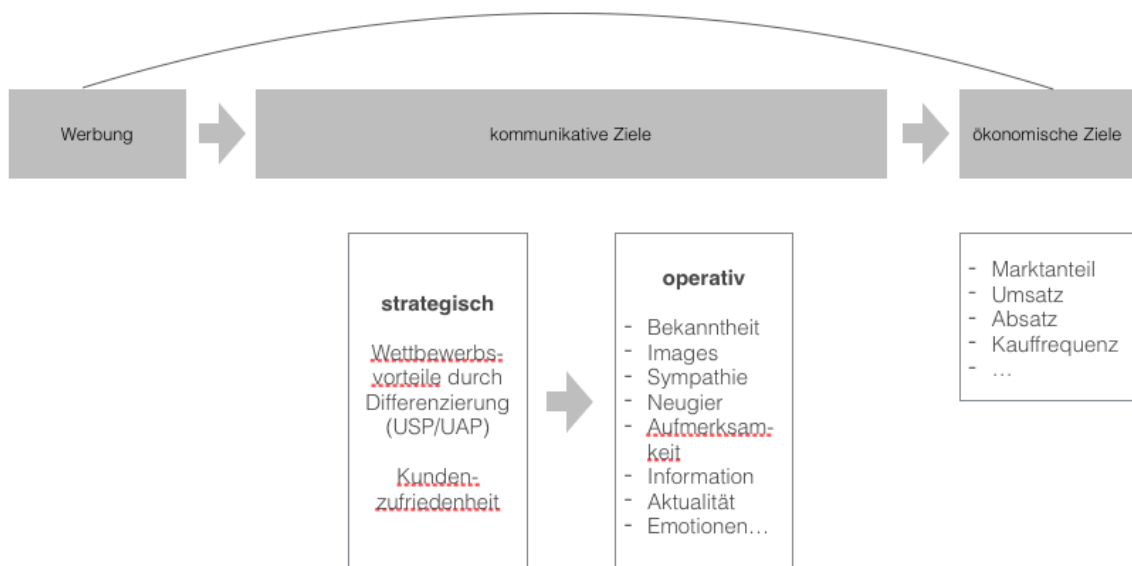 Werbung
kommunikative Ziele
ökonomische Ziele
strategisch
Wettbewerbs-
vorteile durch
Differenzierung
(USP/UAP)
Kunden-
zufriedenheit
operativ
- Bekanntheit
- Images
- Sympathie
- Neugier
- Aufmerksam-
keit
- Information
- Aktualität
- Emotionen…
- Marktanteil
- Umsatz
- Absatz
- Kauffrequenz
- …